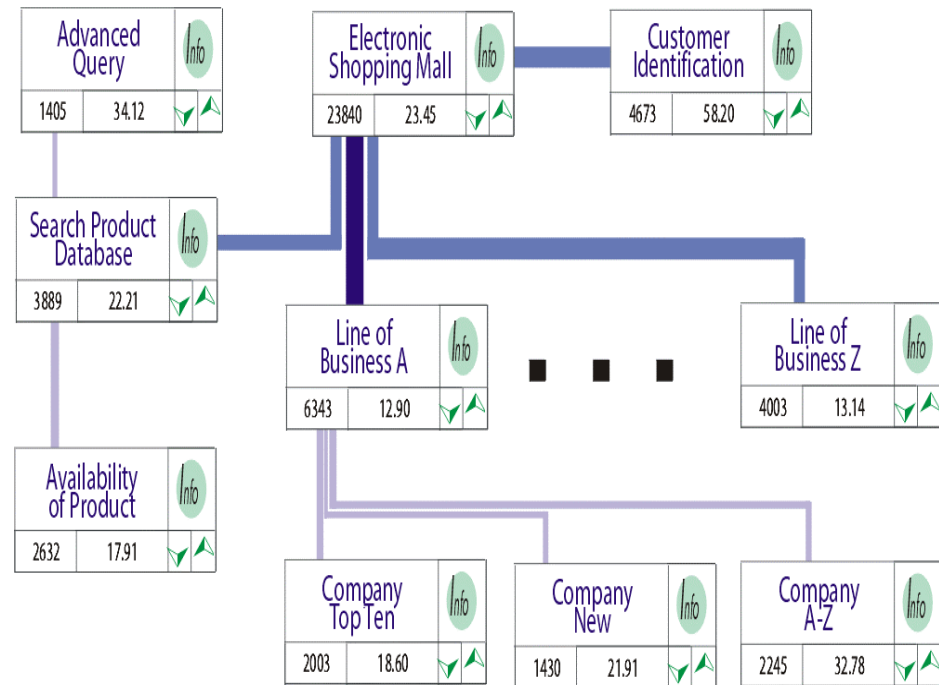 Advanced
Query
Info
1405 34.12
Electronic
Shopping Mall
Info
23840 23.45
Customer
Identification
Info
4673 58.20
Search Product
Database
Info
3889 22.21
Line of
Business A
Info
6343 12.90
Line of
Business Z
Info
4003 13.14
Availability
of Product
Info
2632 17.91
Company
Top Ten
Info
2003 18.60
Company
New
Info
1430 21.91
Company
A-Z
Info
2245 32.78